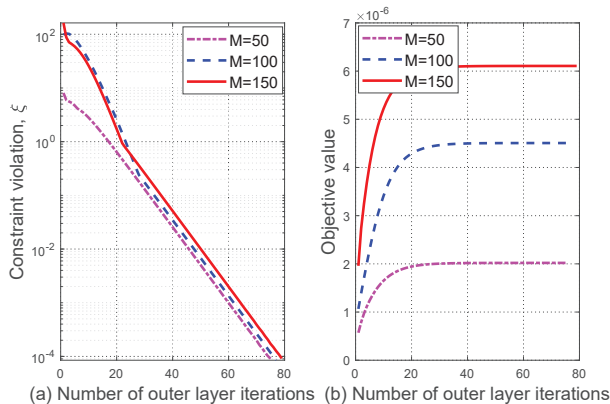 10^2
10^0
10^-2
10^-4
0 20 40 60 80
Constraint violation, ξ
M=50
M=100
M=150
(a) Number of outer layer iterations
×10^-6
7
6
5
4
3
2
1
0
0 20 40 60 80
Objective value
M=50
M=100
M=150
(b) Number of outer layer iterations